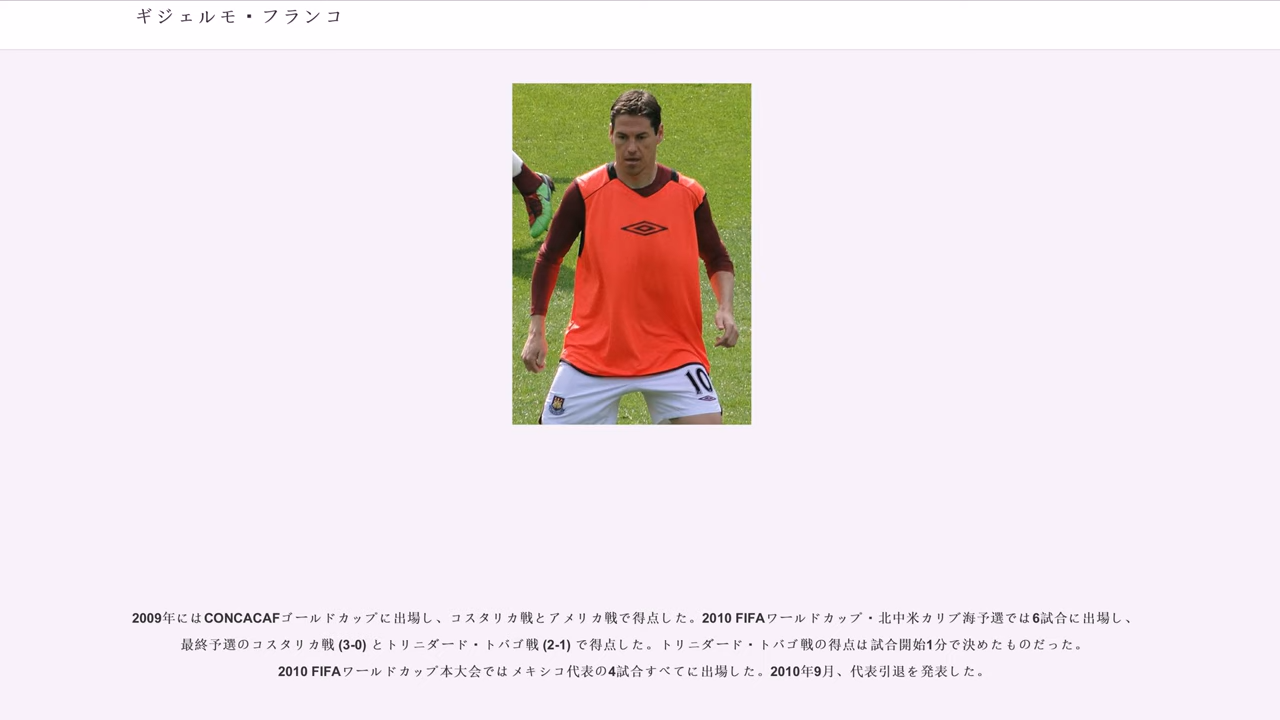 ギジェルモ・フランコ
10
2009年にはCONCACAFゴールドカップに出場し、コスタリカ戦とアメリカ戦で得点した。2010 FIFAワールドカップ・北中米カリブ海予選では6試合に出場し、
最終予選のコスタリカ戦 (3-0) とトリニダード・トバゴ戦 (2-1) で得点した。トリニダード・トバゴ戦の得点は試合開始1分で決めたものだった。
2010 FIFAワールドカップ本大会ではメキシコ代表の4試合すべてに出場した。2010年9月、代表引退を発表した。